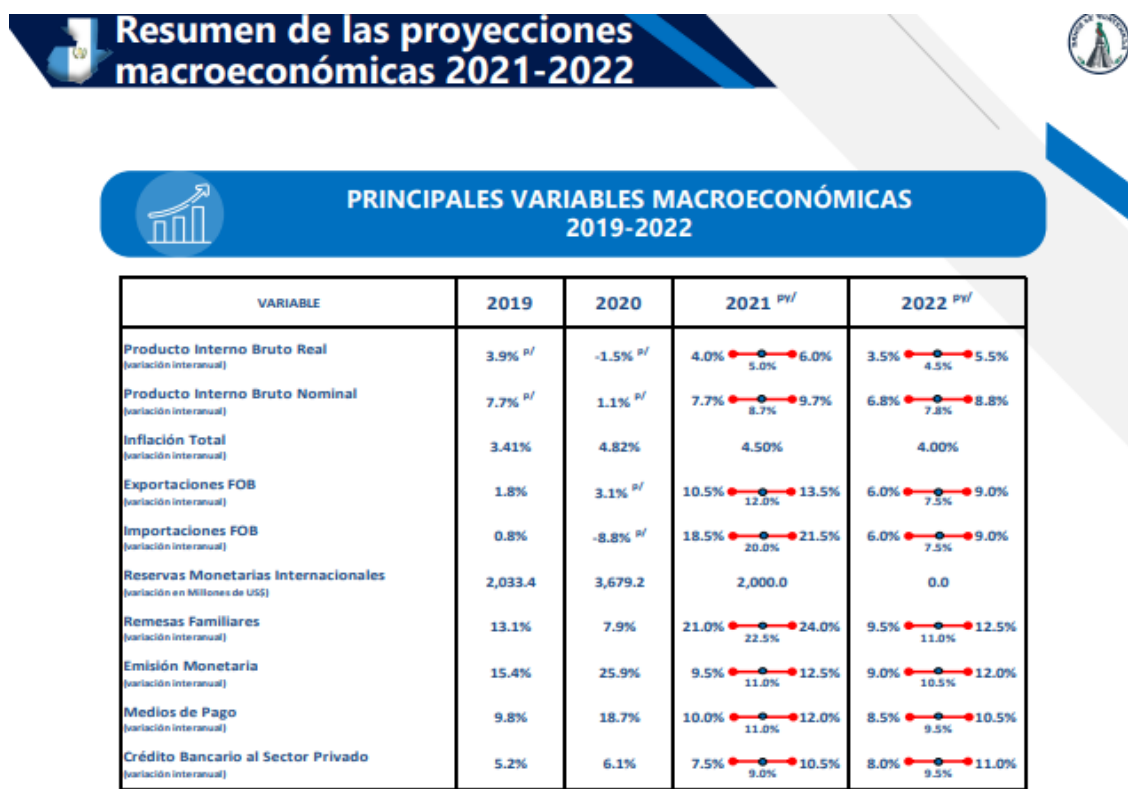 Resumen de las proyecciones
macroeconómicas 2021-2022
PRINCIPALES VARIABLES MACROECONÓMICAS
2019-2022
VARIABLE 2019 2020 2021 py/ 2022 py/
Producto Interno Bruto Real
(variación interanual)
3.9% p/ -1.5% p/ 4.0% 5.0% 6.0% 3.5% 4.5% 5.5%
Producto Interno Bruto Nominal
(variación interanual)
7.7% p/ 1.1% p/ 7.7% 8.7% 9.7% 6.8% 7.8% 8.8%
Inflación Total
(variación interanual)
3.41% 4.82% 4.50% 4.00%
Exportaciones FOB
(variación interanual)
1.8% 3.1% p/ 10.5% 12.0% 13.5% 6.0% 7.5% 9.0%
Importaciones FOB
(variación interanual)
0.8% -8.8% p/ 18.5% 20.0% 21.5% 6.0% 7.5% 9.0%
Reservas Monetarias Internacionales
(variación en Millones de US$)
2,033.4 3,679.2 2,000.0 0.0
Remesas Familiares
(variación interanual)
13.1% 7.9% 21.0% 22.5% 24.0% 9.5% 11.0% 12.5%
Emisión Monetaria
(variación interanual)
15.4% 25.9% 9.5% 11.0% 12.5% 9.0% 10.5% 12.0%
Medios de Pago
(variación interanual)
9.8% 18.7% 10.0% 11.0% 12.0% 8.5% 9.5% 10.5%
Crédito Bancario al Sector Privado
(variación interanual)
5.2% 6.1% 7.5% 9.0% 10.5% 8.0% 9.5% 11.0%